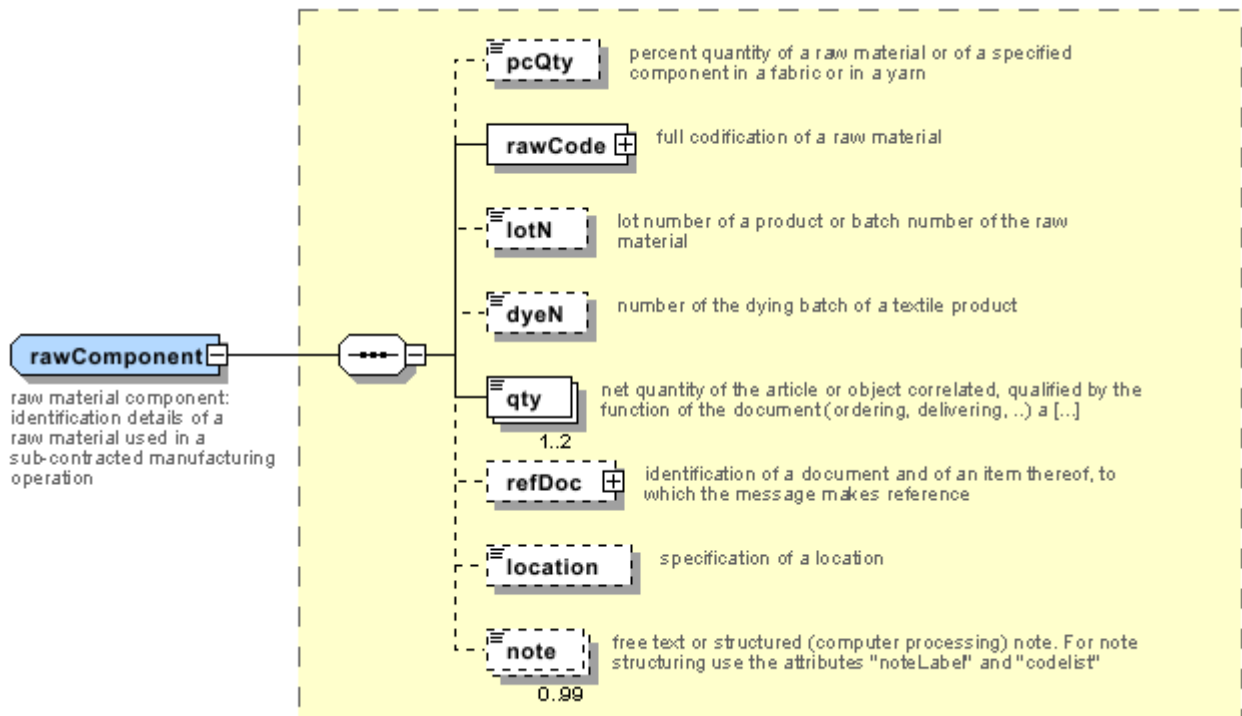 pcQty
percent quantity of a raw material or of a specified
component in a fabric or in a yarn
rawCode
full codification of a raw material
lotN
lot number of a product or batch number of the raw
material
dyeN
number of the dying batch of a textile product
rawComponent
raw material component:
identification details of a
raw material used in a
sub-contracted manufacturing
operation
qty
net quantity of the article or object correlated, qualified by the
function of the document (ordering, delivering, ..) a [...]
1..2
refDoc
identification of a document and of an item thereof, to
which the message makes reference
location
specification of a location
note
free text or structured (computer processing) note. For note
structuring use the attributes "noteLabel" and "codelist"
0..99